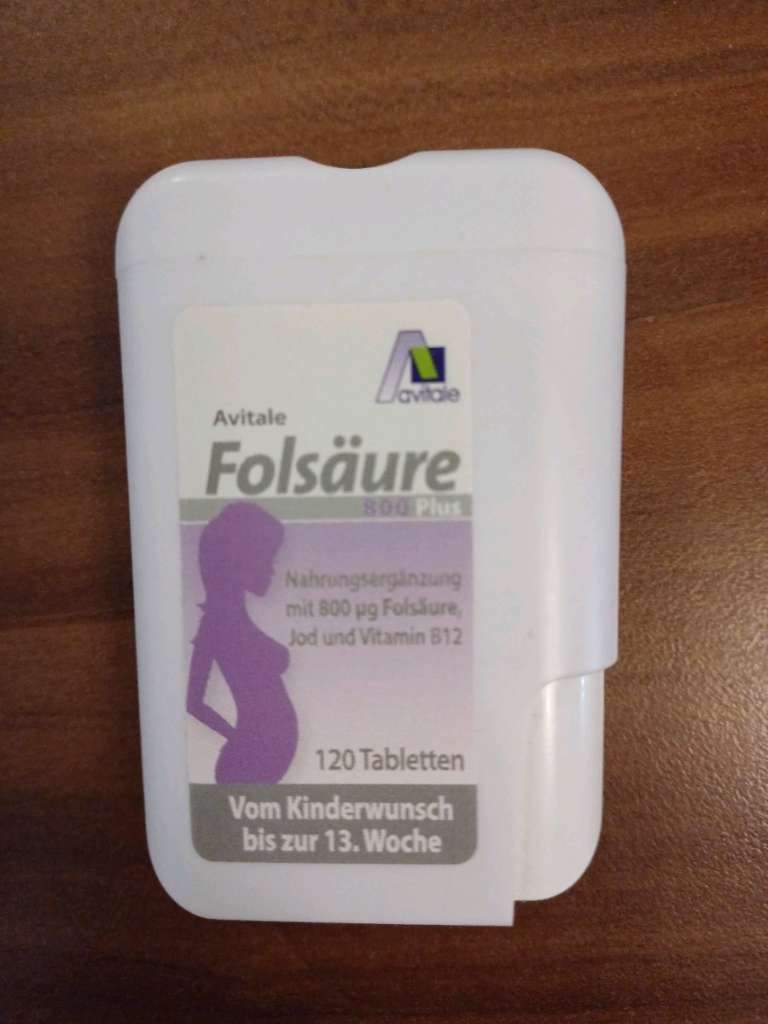 avitale
Avitale
Folsäure
800 Plus
Nahrungsergänzung
mit 800 µg Folsäure,
Jod und Vitamin B12
120 Tabletten
Vom Kinderwunsch
bis zur 13. Woche